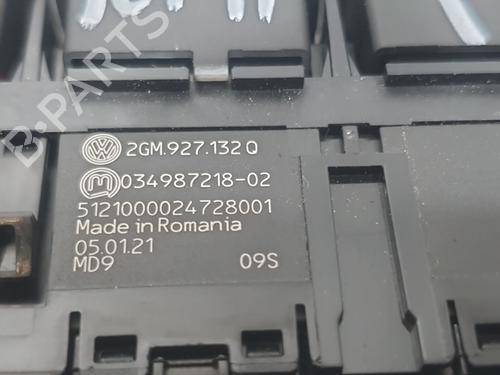 B-PARTS
2GM.927.132 Q
034987218-02
5121000024728001
Made in Romania
05.01.21
MD9 09S